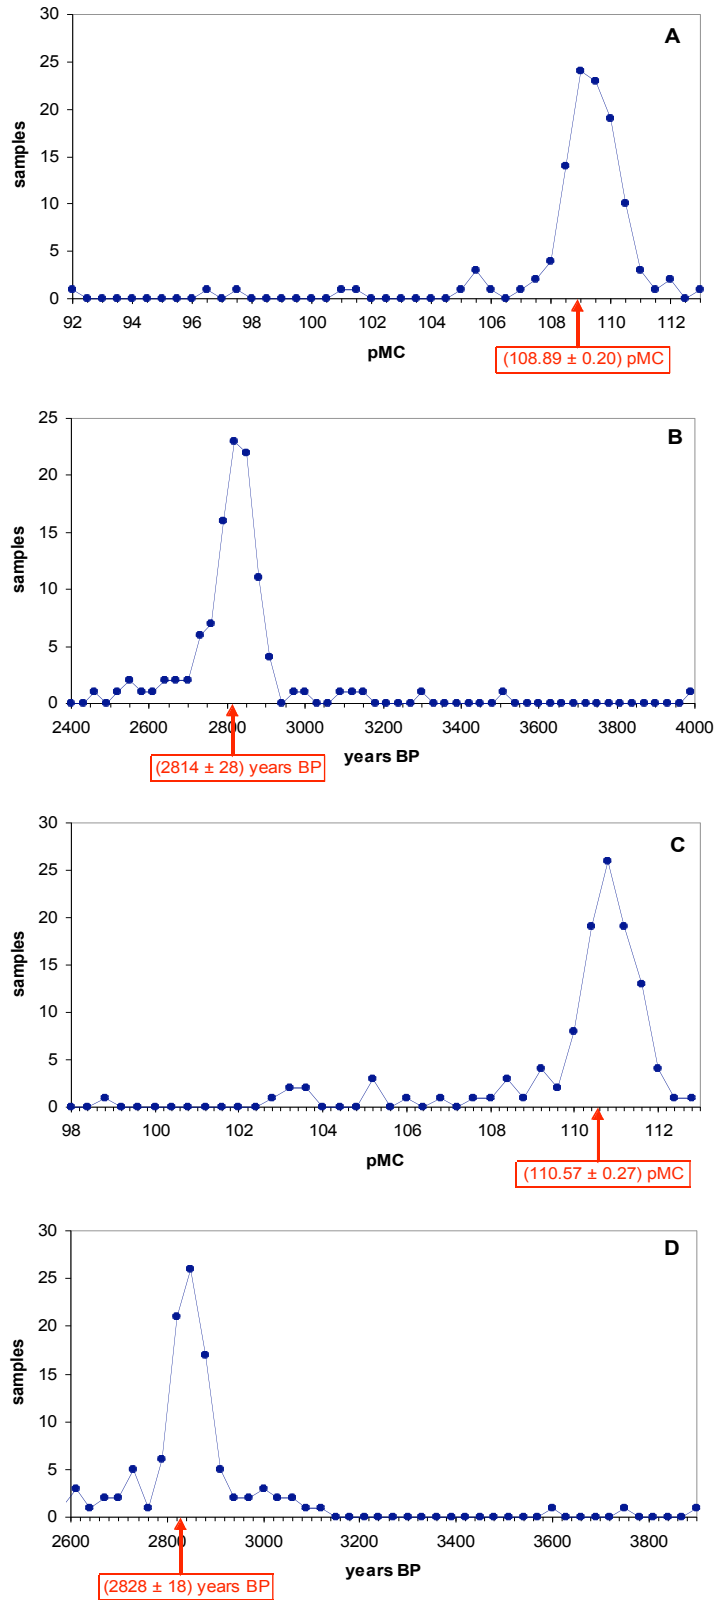 30
A
25
20
samples
15
10
5
0
92 94 96 98 100 102 104 106 108 110 112
pMC
(108.89 ± 0.20) pMC
25
B
20
samples
15
10
5
0
2400 2600 2800 3000 3200 3400 3600 3800 4000
years BP
(2814 ± 28) years BP
30
C
25
20
samples
15
10
5
0
98 100 102 104 106 108 110 112
pMC
(110.57 ± 0.27) pMC
30
D
25
20
samples
15
10
5
0
2600 2800 3000 3200 3400 3600 3800
years BP
(2828 ± 18) years BP